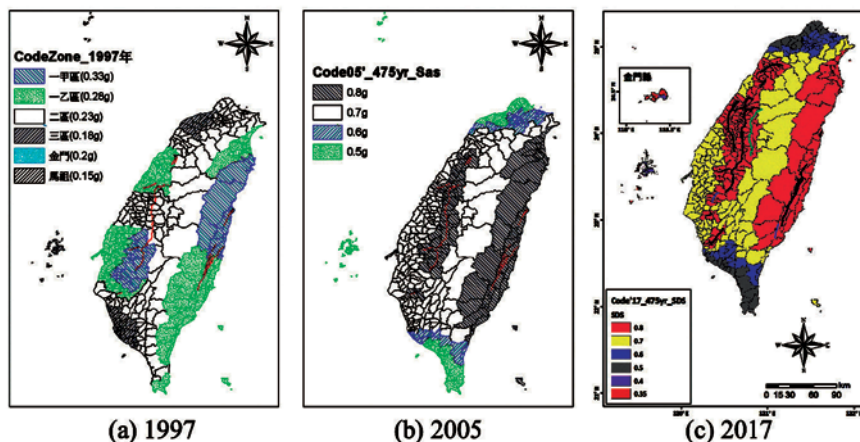 CodeZone_1997年
一甲區(0.33g)
一乙區(0.28g)
二區(0.23g)
三區(0.18g)
金門(0.2g)
馬祖(0.15g)
(a) 1997
Code05'_475yr_Sas
0.8g
0.7g
0.6g
0.5g
(b) 2005
金門縣
Code'17_475yr_SDS
SDS
0.8
0.7
0.6
0.5
0.4
0.35
0 15 30 60 90 km
(c) 2017